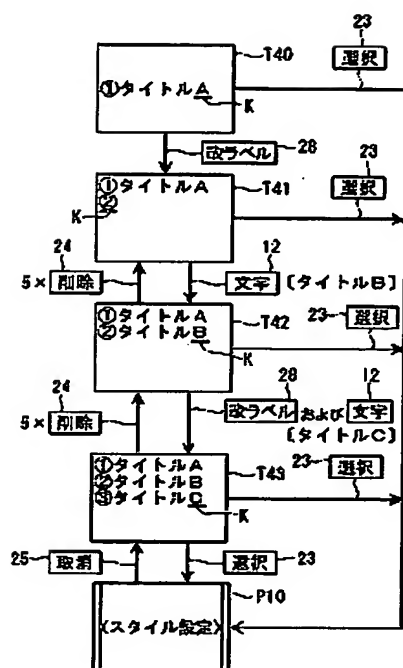 23
T40
選択
①タイトルA
K
改ラベル
28
23
T41
選択
①タイトルA
②
K
24
12
5×
削除
文字
[タイトルB]
T42
①タイトルA
②タイトルB
K
23
選択
24
28
12
5×
削除
改ラベル
および
文字
[タイトルC]
①タイトルA
②タイトルB
③タイトルC
K
T43
23
選択
25
取消
選択
23
P10
(スタイル設定)